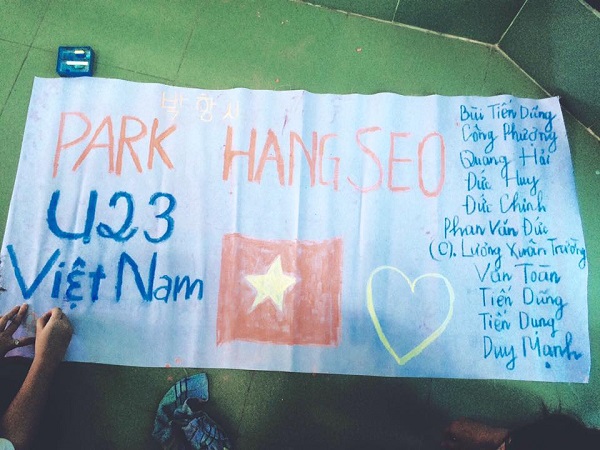 박 항 서
PARK HANG SEO
U23
Việt Nam
Bùi Tiến Dũng
Công Phượng
Quang Hải
Đức Huy
Đức Chinh
Phan Văn Đức
(C). Lương Xuân Trường
Văn Toàn
Tiến Dũng
Tiến Dụng
Duy Mạnh